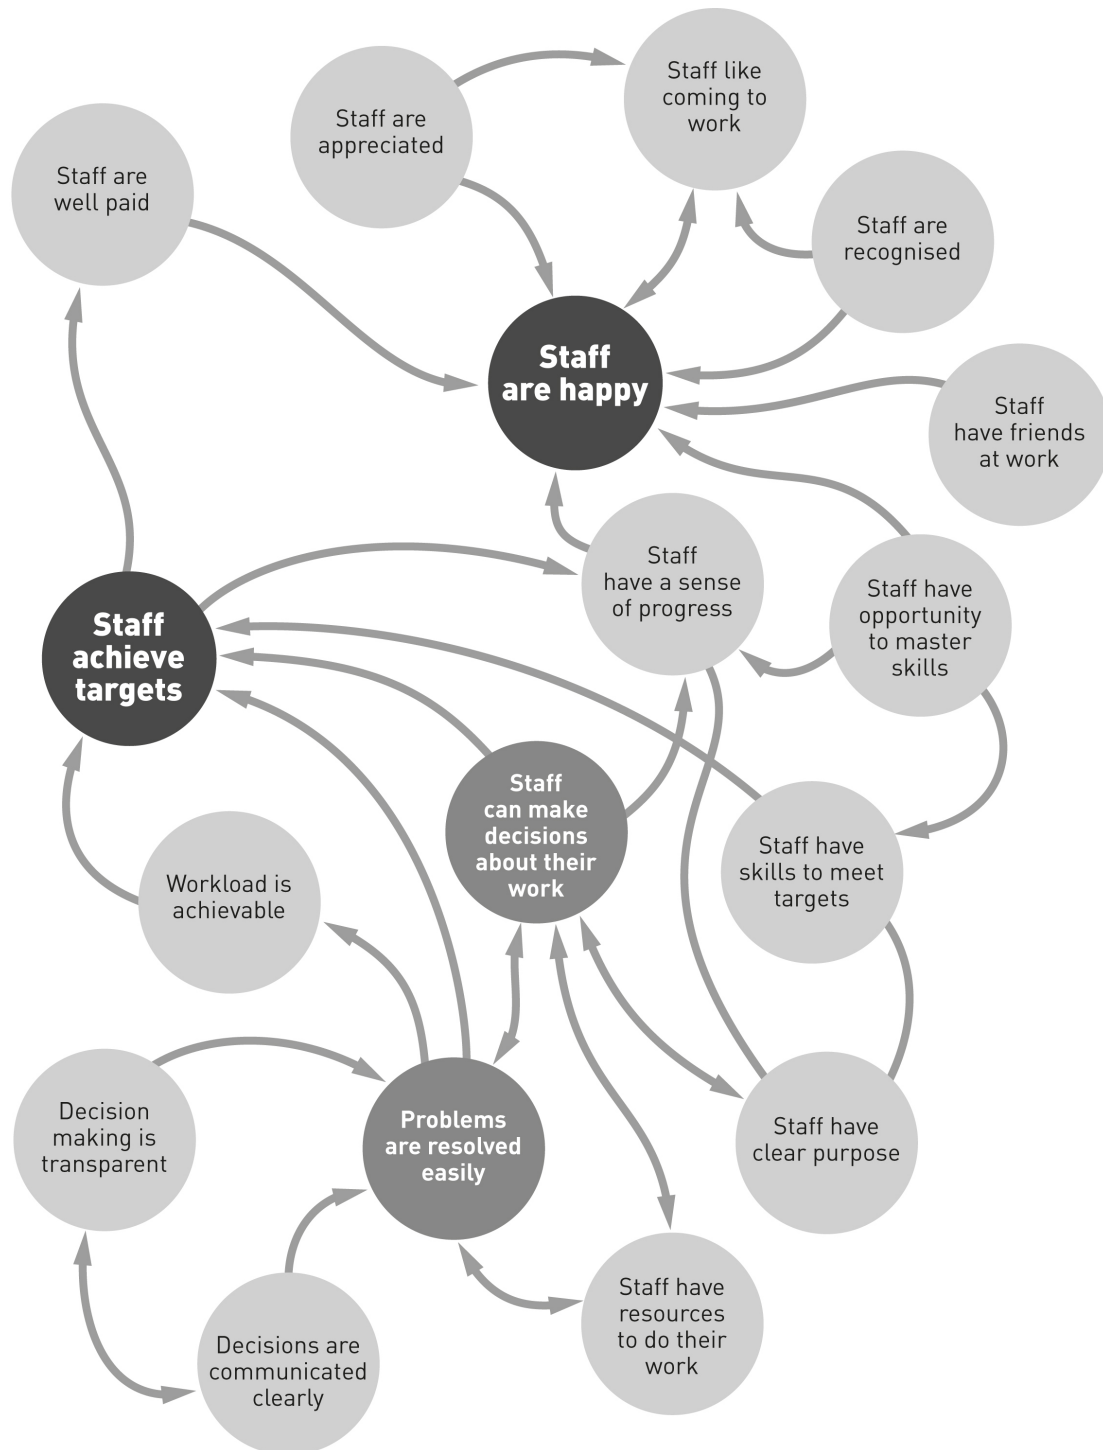 Staff like
coming to
work
Staff are
appreciated
Staff are
well paid
Staff are
recognised
Staff
are happy
Staff
have friends
at work
Staff
have a sense
of progress
Staff have
opportunity
to master
skills
Staff
achieve
targets
Staff
can make
decisions
about their
work
Staff have
skills to meet
targets
Workload is
achievable
Decision
making is
transparent
Problems
are resolved
easily
Staff have
clear purpose
Staff have
resources
to do their
work
Decisions are
communicated
clearly